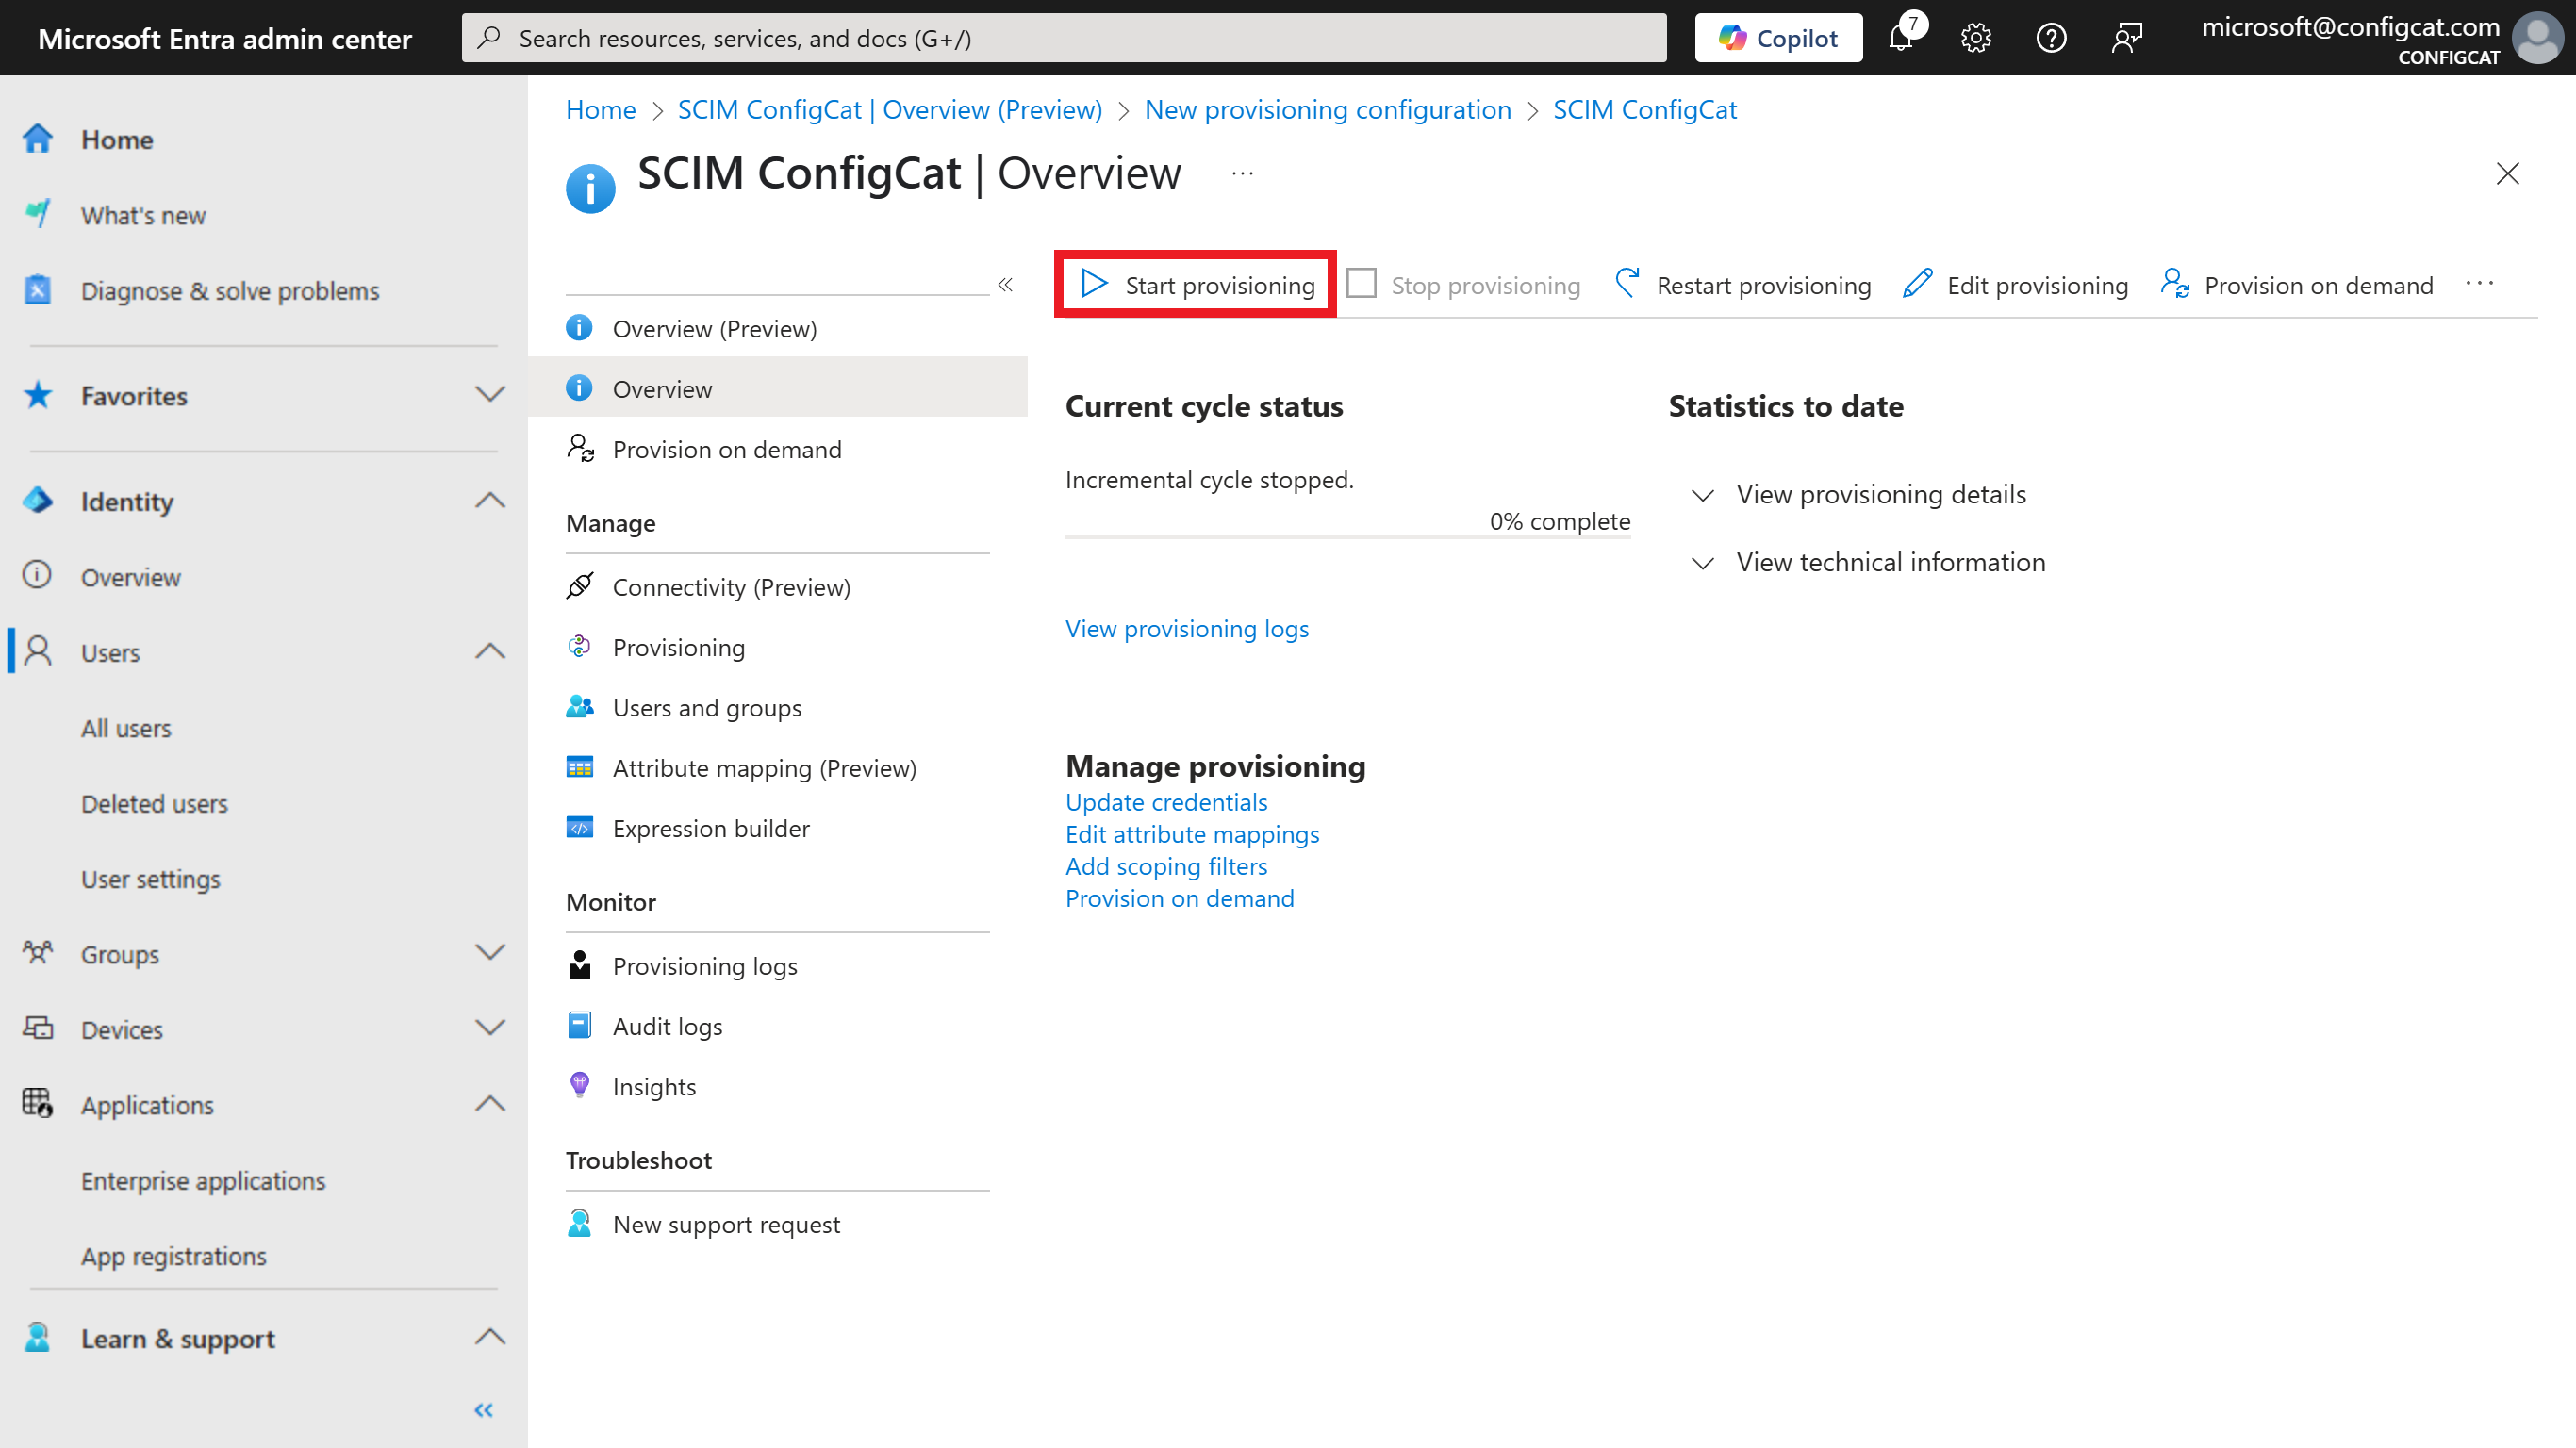 Microsoft Entra admin center
Search resources, services, and docs (G+/)
Copilot
7
microsoft@configcat.com
CONFIGCAT
Home
What's new
Diagnose & solve problems
Favorites
Identity
Overview
Users
All users
Deleted users
User settings
Groups
Devices
Applications
Enterprise applications
App registrations
Learn & support
Home > SCIM ConfigCat | Overview (Preview) > New provisioning configuration > SCIM ConfigCat
SCIM ConfigCat | Overview ...
Overview (Preview)
Overview
Provision on demand
Manage
Connectivity (Preview)
Provisioning
Users and groups
Attribute mapping (Preview)
Expression builder
Monitor
Provisioning logs
Audit logs
Insights
Troubleshoot
New support request
Start provisioning
Stop provisioning
Restart provisioning
Edit provisioning
Provision on demand
...
Current cycle status
Incremental cycle stopped.
0% complete
View provisioning logs
Statistics to date
View provisioning details
View technical information
Manage provisioning
Update credentials
Edit attribute mappings
Add scoping filters
Provision on demand